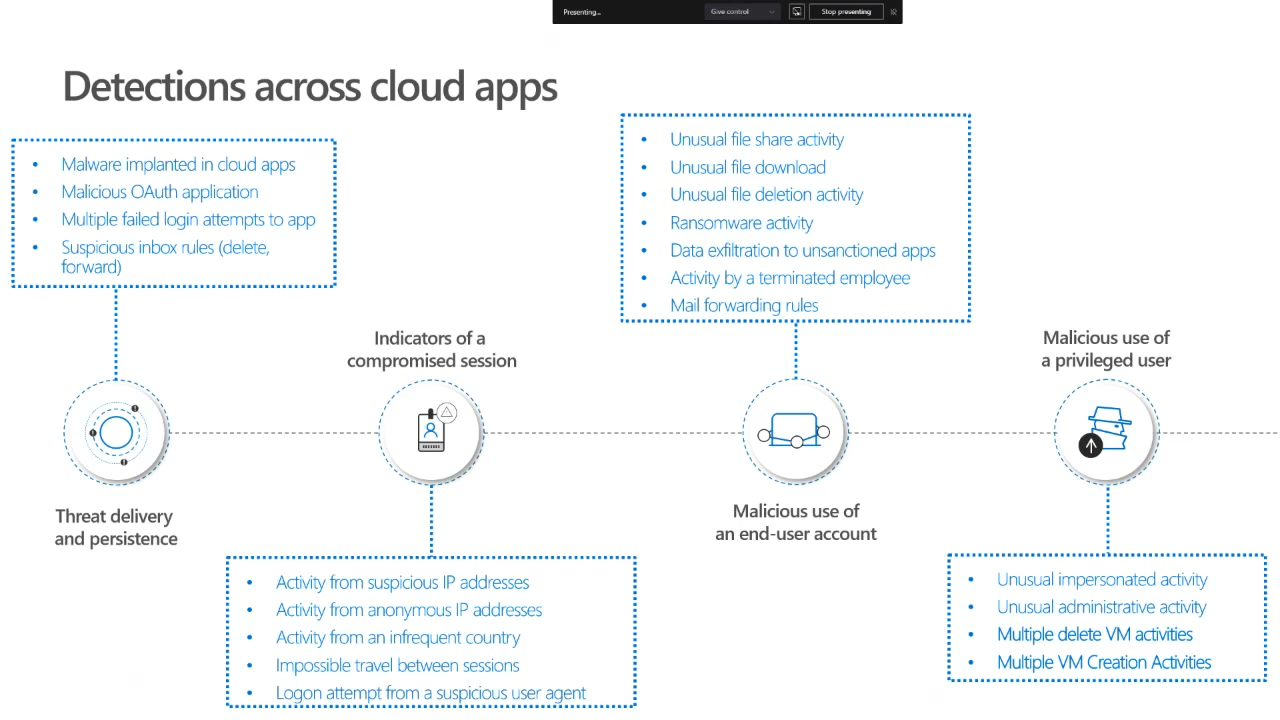 Presenting...
Give control
Stop presenting
Detections across cloud apps
• Malware implanted in cloud apps
• Malicious OAuth application
• Multiple failed login attempts to app
• Suspicious inbox rules (delete,
forward)
Threat delivery
and persistence
Indicators of a
compromised session
• Activity from suspicious IP addresses
• Activity from anonymous IP addresses
• Activity from an infrequent country
• Impossible travel between sessions
• Logon attempt from a suspicious user agent
• Unusual file share activity
• Unusual file download
• Unusual file deletion activity
• Ransomware activity
• Data exfiltration to unsanctioned apps
• Activity by a terminated employee
• Mail forwarding rules
Malicious use of
an end-user account
Malicious use of
a privileged user
• Unusual impersonated activity
• Unusual administrative activity
• Multiple delete VM activities
• Multiple VM Creation Activities